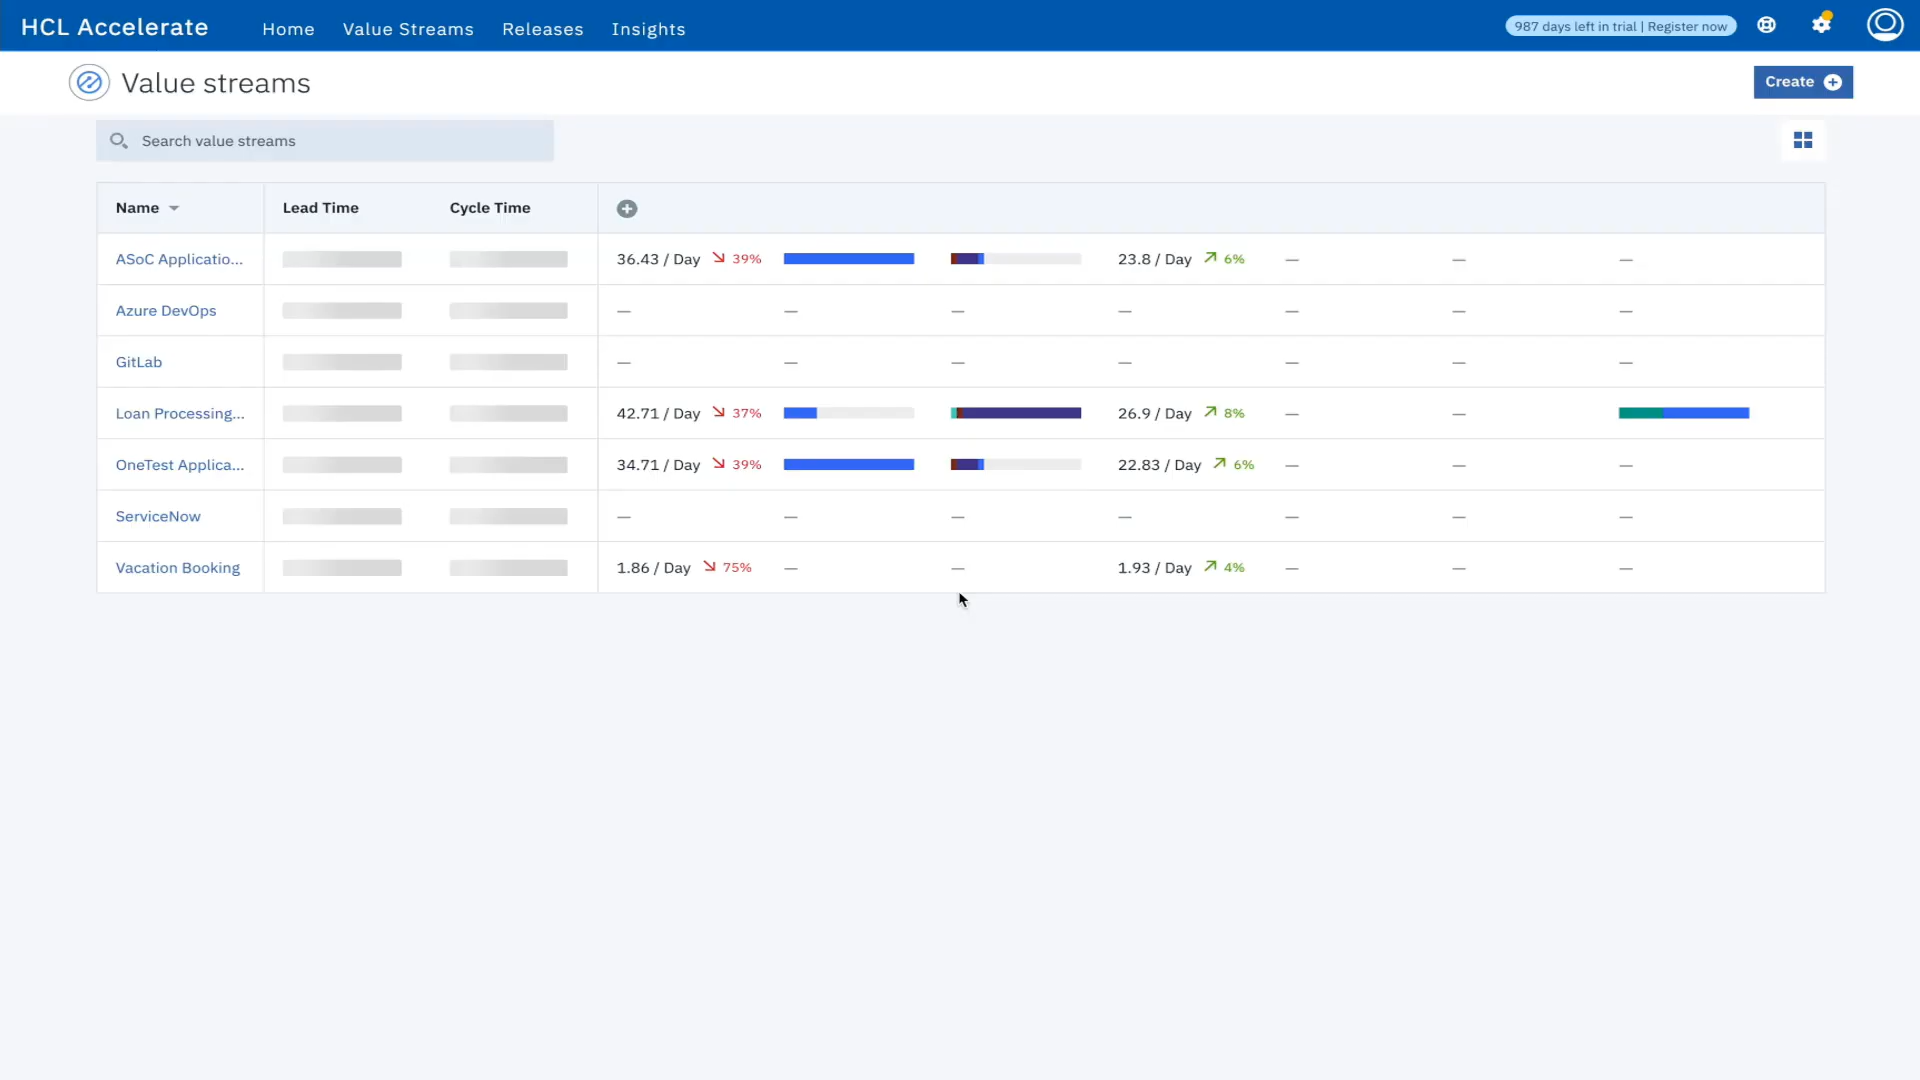 HCL Accelerate Home Value Streams Releases Insights 987 days left in trial | Register now
Value streams Create
Search value streams
Name Lead Time Cycle Time
ASoC Applicatio... 36.43 / Day 39% 23.8 / Day 6% — — —
Azure DevOps — — — — — — —
GitLab — — — — — — —
Loan Processing... 42.71 / Day 37% 26.9 / Day 8% — —
OneTest Applica... 34.71 / Day 39% 22.83 / Day 6% — — —
ServiceNow — — — — — — —
Vacation Booking 1.86 / Day 75% — — 1.93 / Day 4% — — —